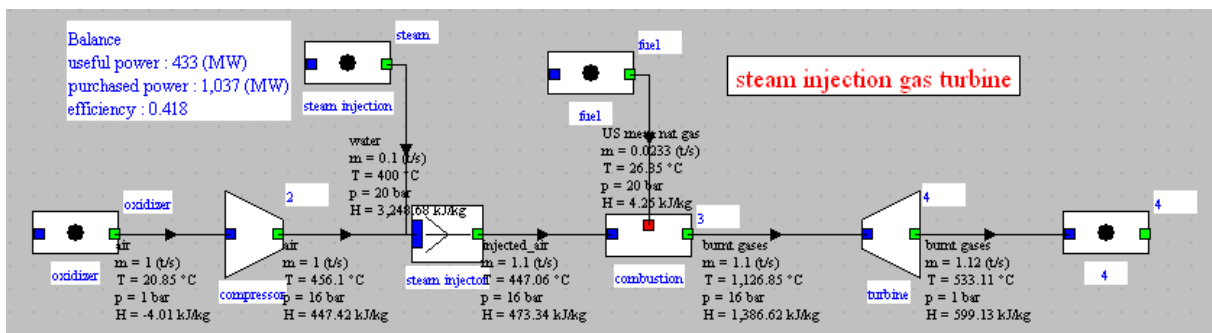 Balance
useful power : 433 (MW)
purchased power : 1,037 (MW)
efficiency : 0.418
steam
steam injection
fuel
fuel
steam injection gas turbine
water
m = 0.1 (t/s)
T = 400 °C
p = 20 bar
H = 3,248.68 kJ/kg
US mean nat gas
m = 0.0233 (t/s)
T = 26.85 °C
p = 20 bar
H = 4.25 kJ/kg
oxidizer
oxidizer
air
m = 1 (t/s)
T = 20.85 °C
p = 1 bar
H = -4.01 kJ/kg
2
compressor
air
m = 1 (t/s)
T = 456.1 °C
p = 16 bar
H = 447.42 kJ/kg
steam injector
injected_air
m = 1.1 (t/s)
T = 447.06 °C
p = 16 bar
H = 473.34 kJ/kg
3
combustion
burnt gases
m = 1.1 (t/s)
T = 1,126.85 °C
p = 16 bar
H = 1,386.62 kJ/kg
4
turbine
burnt gases
m = 1.12 (t/s)
T = 533.11 °C
p = 1 bar
H = 599.13 kJ/kg
4
4